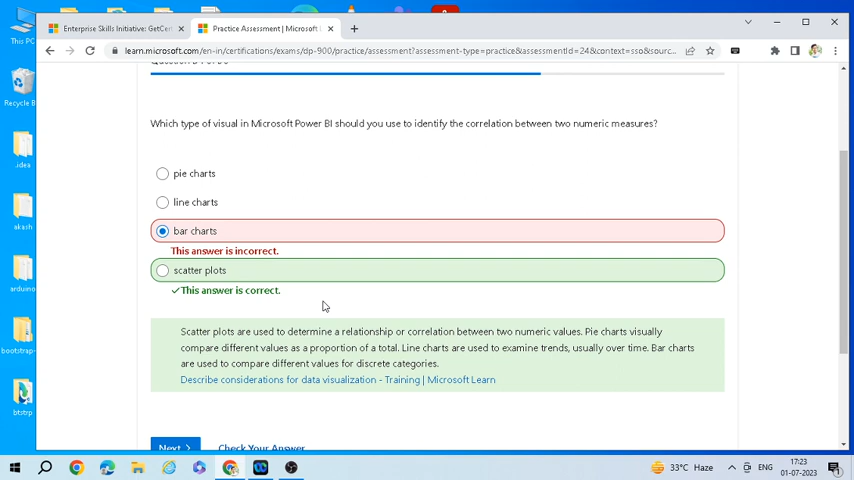 Enterprise Skills Initiative: GetCert
Practice Assessment | Microsoft
learn.microsoft.com/en-in/certifications/exams/dp-900/practice/assessment?assessment-type=practice&assessmentId=24&context=sso&sourc...
This PC
Recycle B
.idea
akash
arduino
bootstrap-
btstrp
Which type of visual in Microsoft Power BI should you use to identify the correlation between two numeric measures?
pie charts
line charts
bar charts
This answer is incorrect.
scatter plots
This answer is correct.
Scatter plots are used to determine a relationship or correlation between two numeric values. Pie charts visually
compare different values as a proportion of a total. Line charts are used to examine trends, usually over time. Bar charts
are used to compare different values for discrete categories.
Describe considerations for data visualization - Training | Microsoft Learn
Next
Check Your Answer
33°C Haze
ENG
17:23
01-07-2023
1